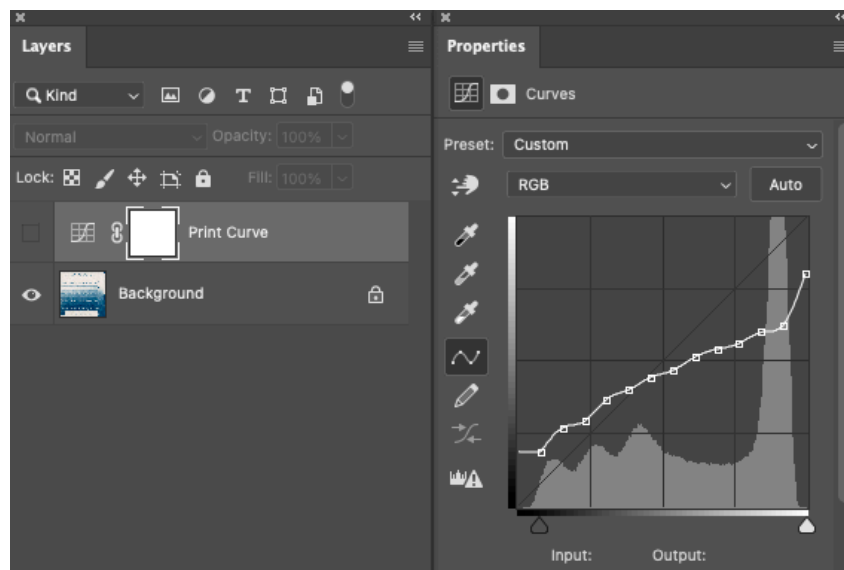 Layers
Kind
Normal
Opacity: 100%
Lock:
Fill: 100%
Print Curve
Background
Properties
Curves
Preset: Custom
RGB
Auto
Input: Output: